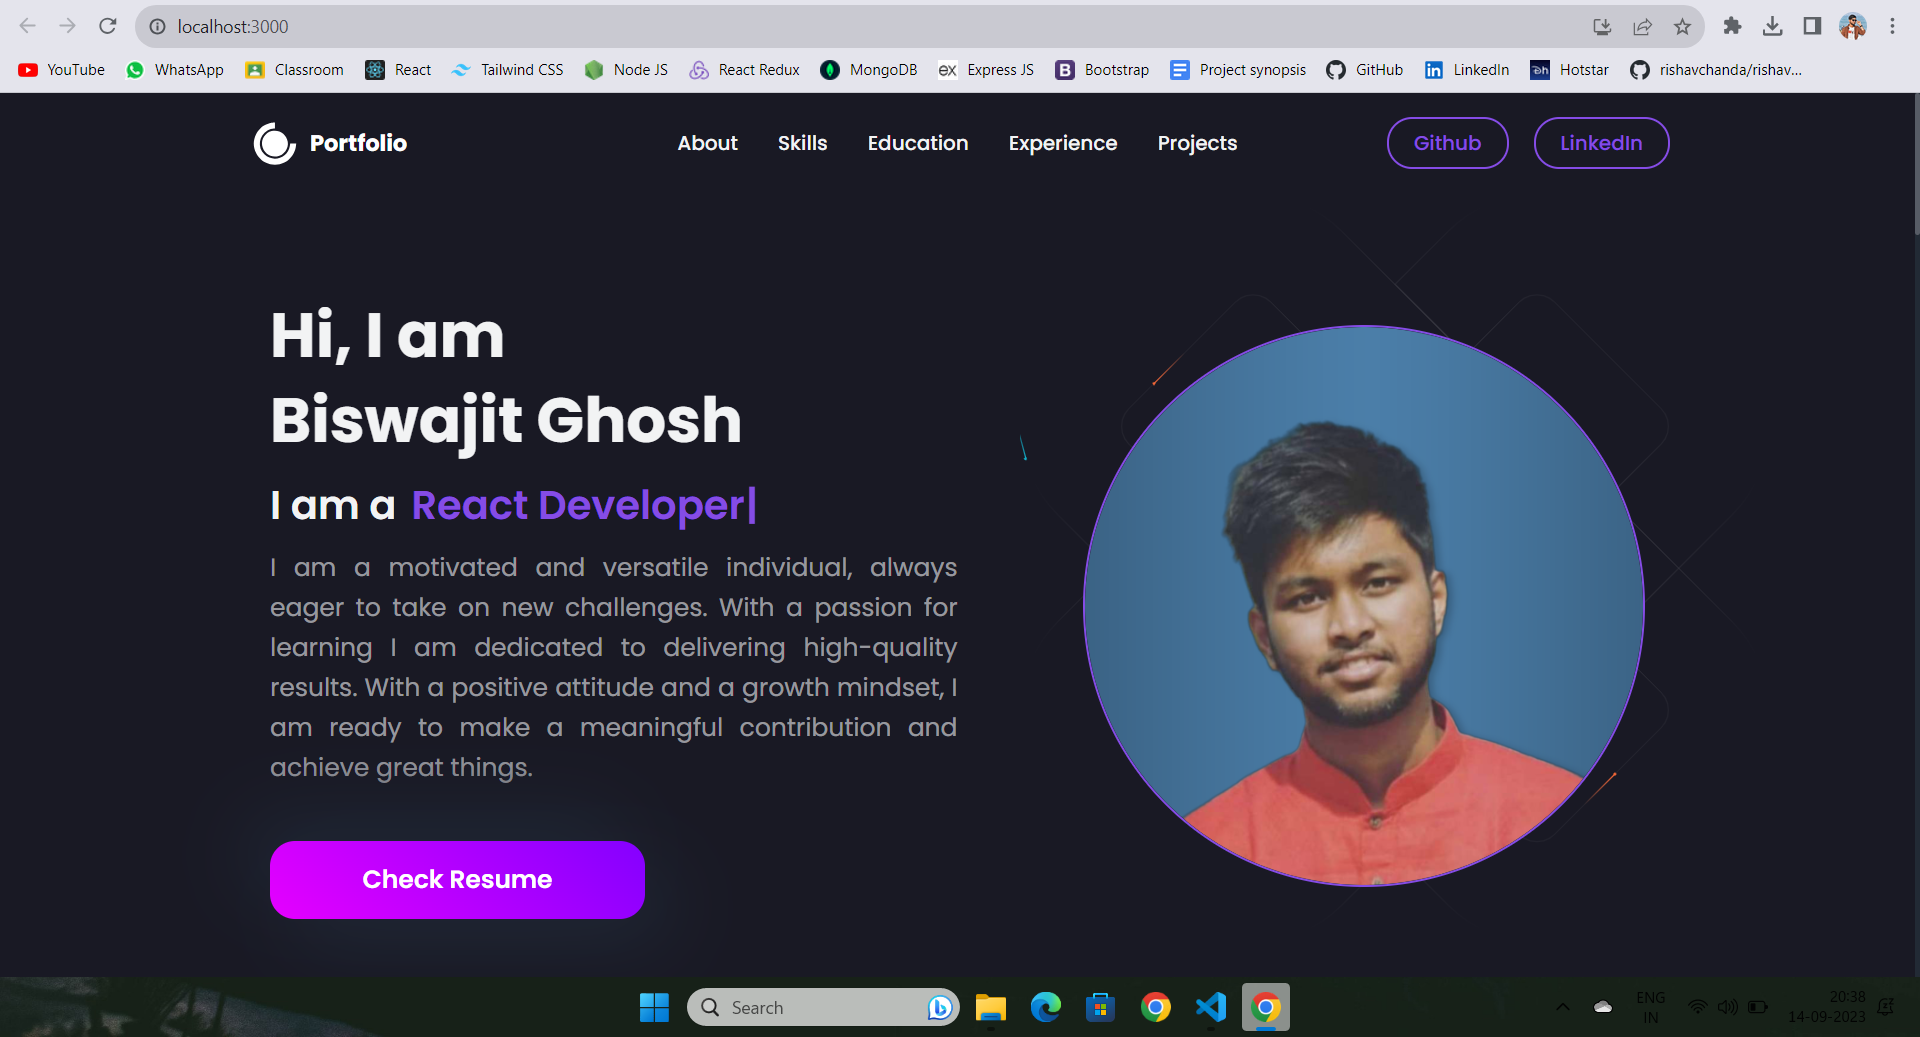 localhost:3000
YouTube
WhatsApp
Classroom
React
Tailwind CSS
Node JS
React Redux
MongoDB
ex
Express JS
B
Bootstrap
Project synopsis
GitHub
in
LinkedIn
Hotstar
rishavchanda/rishav...
Portfolio
About
Skills
Education
Experience
Projects
Github
LinkedIn
Hi, I am
Biswajit Ghosh
I am a React Developer|
I am a motivated and versatile individual, always
eager to take on new challenges. With a passion for
learning I am dedicated to delivering high-quality
results. With a positive attitude and a growth mindset, I
am ready to make a meaningful contribution and
achieve great things.
Check Resume
Search
ENG
IN
20:38
14-09-2023